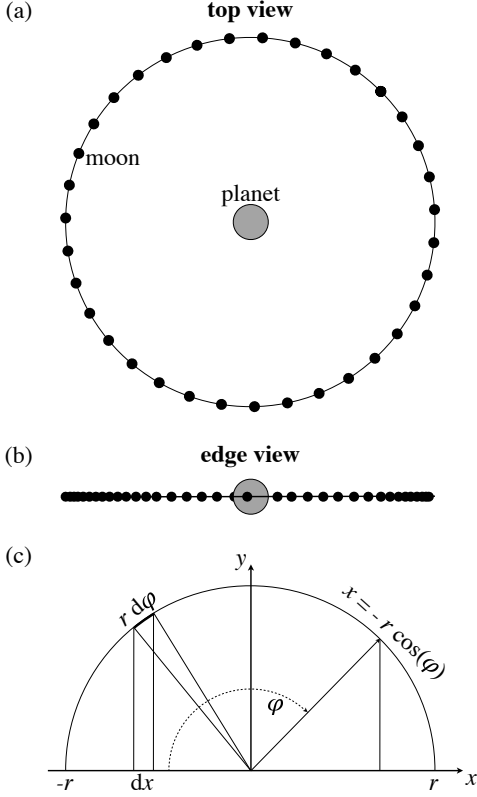 (a)
top view
moon
planet
(b)
edge view
(c)
y
r dφ
x = - r cos(φ)
φ
-r
dx
r
x